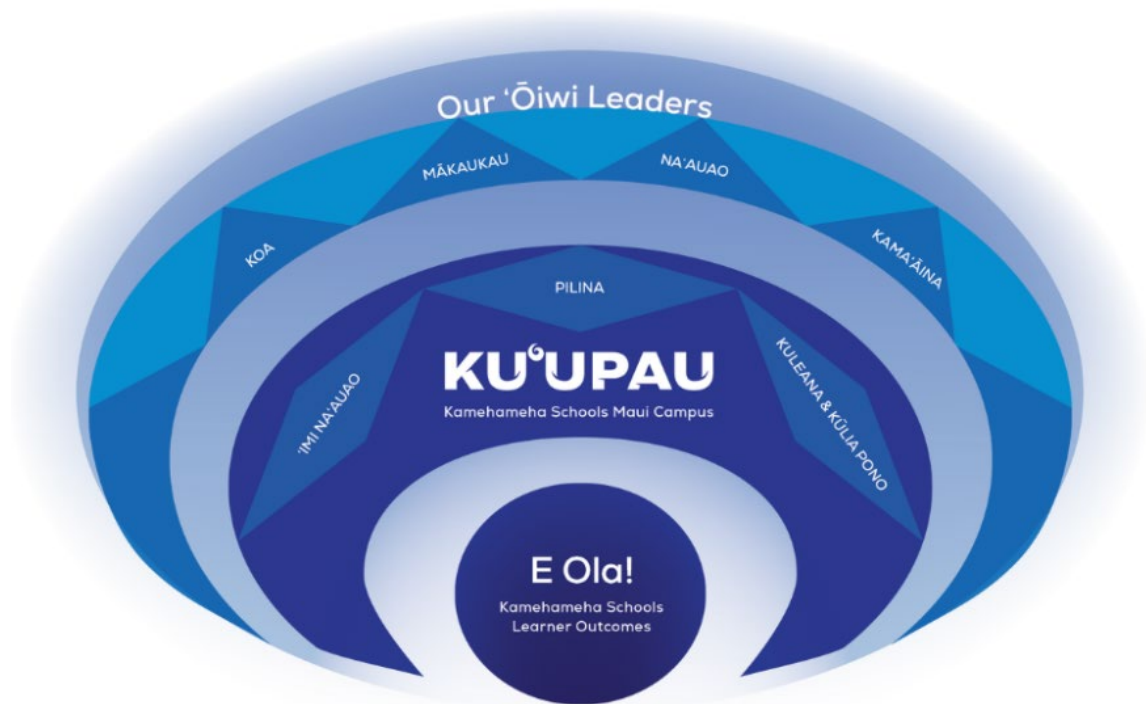 Our ʻŌiwi Leaders
MĀKAUKAU
NAʻAUAO
KOA
KAMAʻĀINA
PILINA
KUʻUPAU
Kamehameha Schools Maui Campus
ʻIMI NAʻAUAO
KULEANA & KŪLIA PONO
E Ola!
Kamehameha Schools
Learner Outcomes